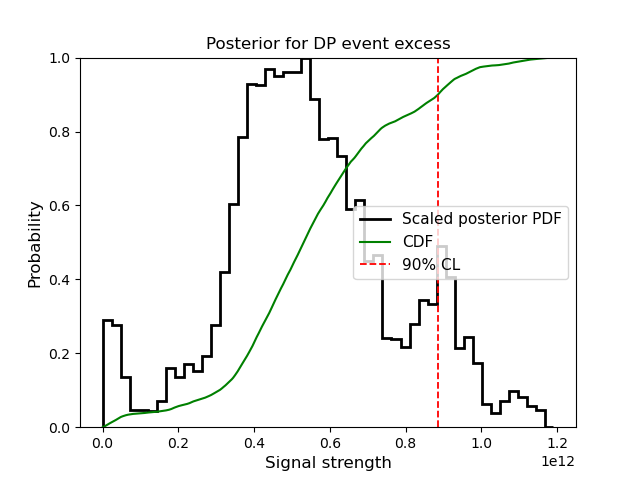 Posterior for DP event excess
1.0
0.8
0.6
0.4
0.2
0.0
Probability
Scaled posterior PDF
CDF
90% CL
0.0 0.2 0.4 0.6 0.8 1.0 1.2
1e12
Signal strength